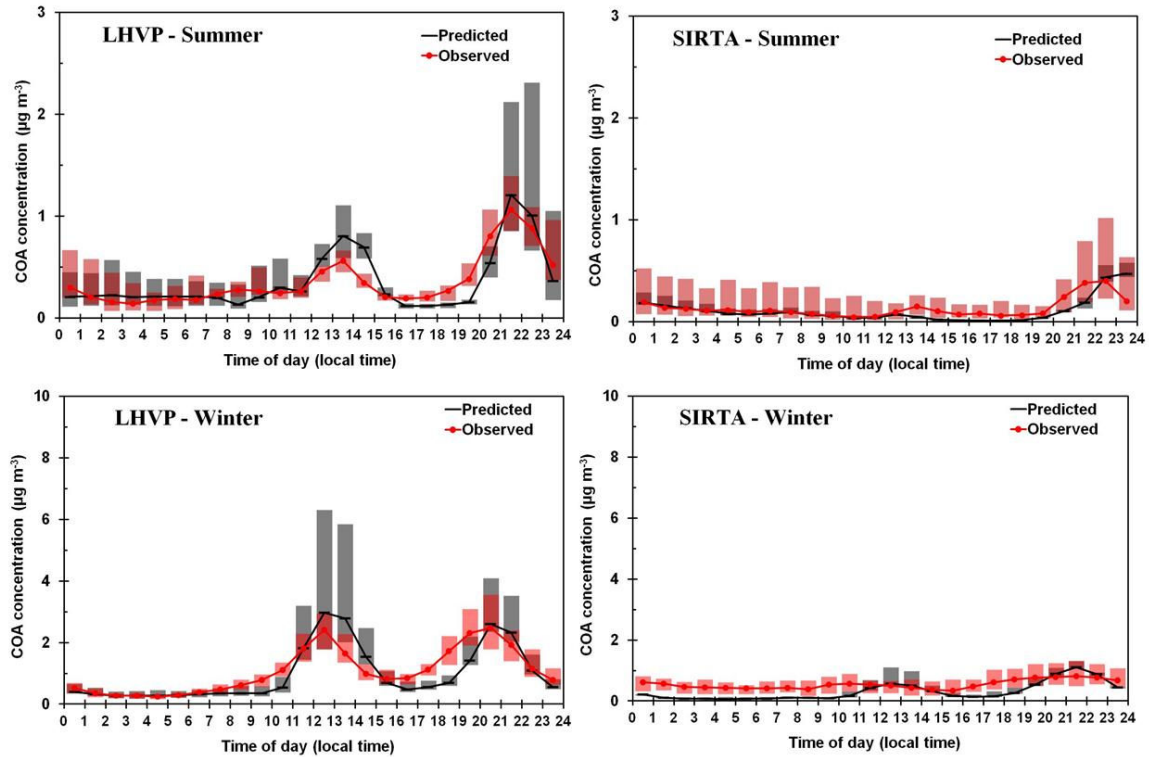 LHVP - Summer
Predicted
Observed
COA concentration (µg m-3)
3
2
1
0
0 1 2 3 4 5 6 7 8 9 10 11 12 13 14 15 16 17 18 19 20 21 22 23 24
Time of day (local time)
SIRTA - Summer
Predicted
Observed
COA concentration (µg m-3)
3
2
1
0
0 1 2 3 4 5 6 7 8 9 10 11 12 13 14 15 16 17 18 19 20 21 22 23 24
Time of day (local time)
LHVP - Winter
Predicted
Observed
COA concentration (µg m-3)
10
8
6
4
2
0
0 1 2 3 4 5 6 7 8 9 10 11 12 13 14 15 16 17 18 19 20 21 22 23 24
Time of day (local time)
SIRTA - Winter
Predicted
Observed
COA concentration (µg m-3)
10
8
6
4
2
0
0 1 2 3 4 5 6 7 8 9 10 11 12 13 14 15 16 17 18 19 20 21 22 23 24
Time of day (local time)